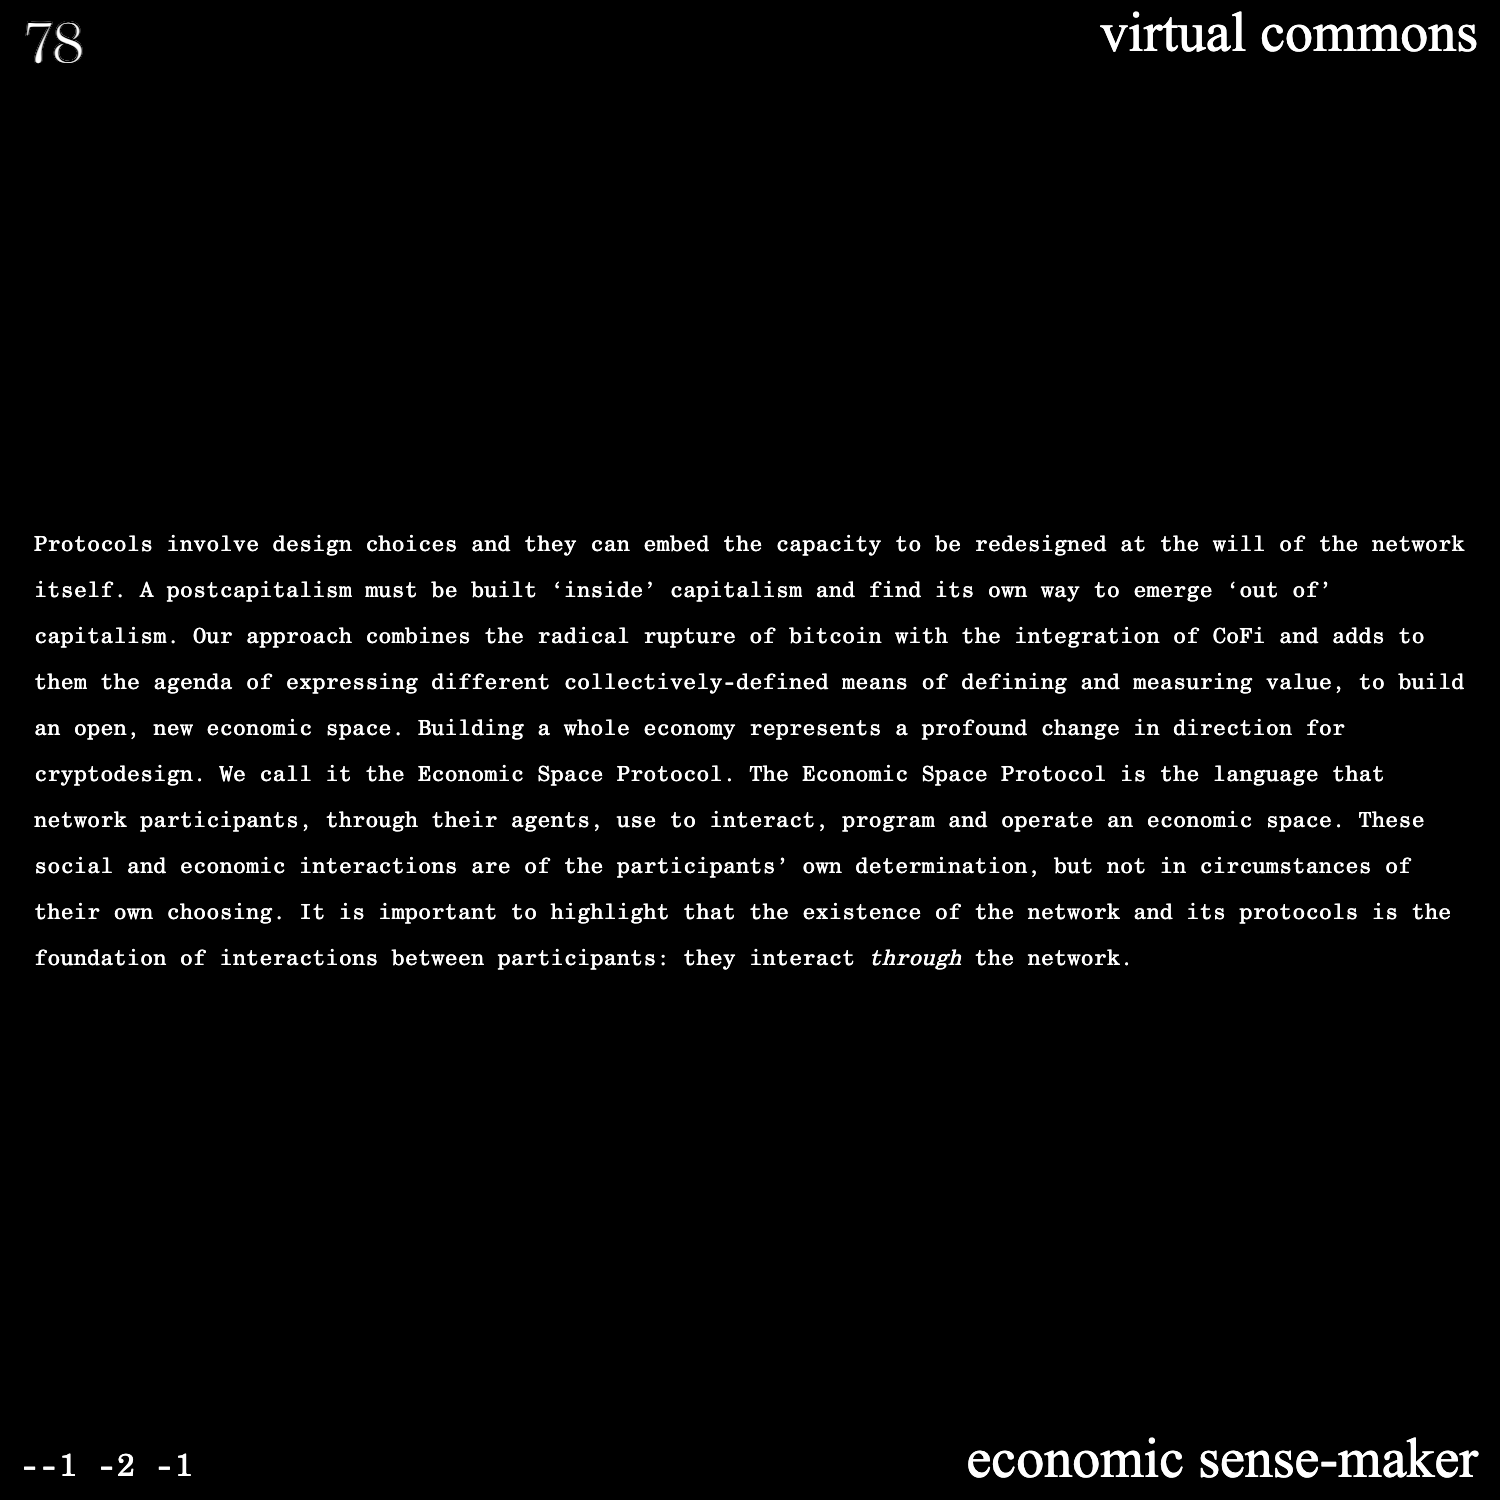 78
virtual commons
Protocols involve design choices and they can embed the capacity to be redesigned at the will of the network
itself. A postcapitalism must be built ‘inside’ capitalism and find its own way to emerge ‘out of’
capitalism. Our approach combines the radical rupture of bitcoin with the integration of CoFi and adds to
them the agenda of expressing different collectively-defined means of defining and measuring value, to build
an open, new economic space. Building a whole economy represents a profound change in direction for
cryptodesign. We call it the Economic Space Protocol. The Economic Space Protocol is the language that
network participants, through their agents, use to interact, program and operate an economic space. These
social and economic interactions are of the participants’ own determination, but not in circumstances of
their own choosing. It is important to highlight that the existence of the network and its protocols is the
foundation of interactions between participants: they interact through the network.
--1 -2 -1
economic sense-maker